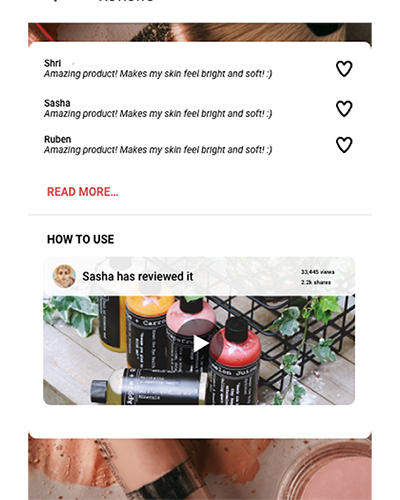 Shri
Amazing product! Makes my skin feel bright and soft! :)
Sasha
Amazing product! Makes my skin feel bright and soft! :)
Ruben
Amazing product! Makes my skin feel bright and soft! :)
READ MORE...
HOW TO USE
Sasha has reviewed it
33,445 views
2.2k shares
Minerals